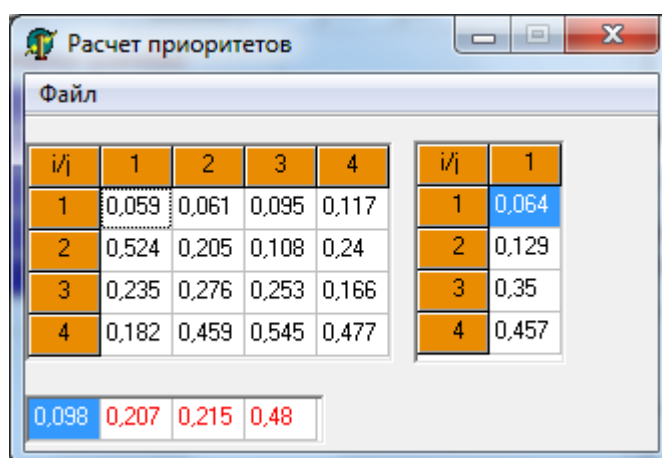 Расчет приоритетов
Файл
i/j 1 2 3 4
1 0,059 0,061 0,095 0,117
2 0,524 0,205 0,108 0,24
3 0,235 0,276 0,253 0,166
4 0,182 0,459 0,545 0,477
i/j 1
1 0,064
2 0,129
3 0,35
4 0,457
0,098 0,207 0,215 0,48